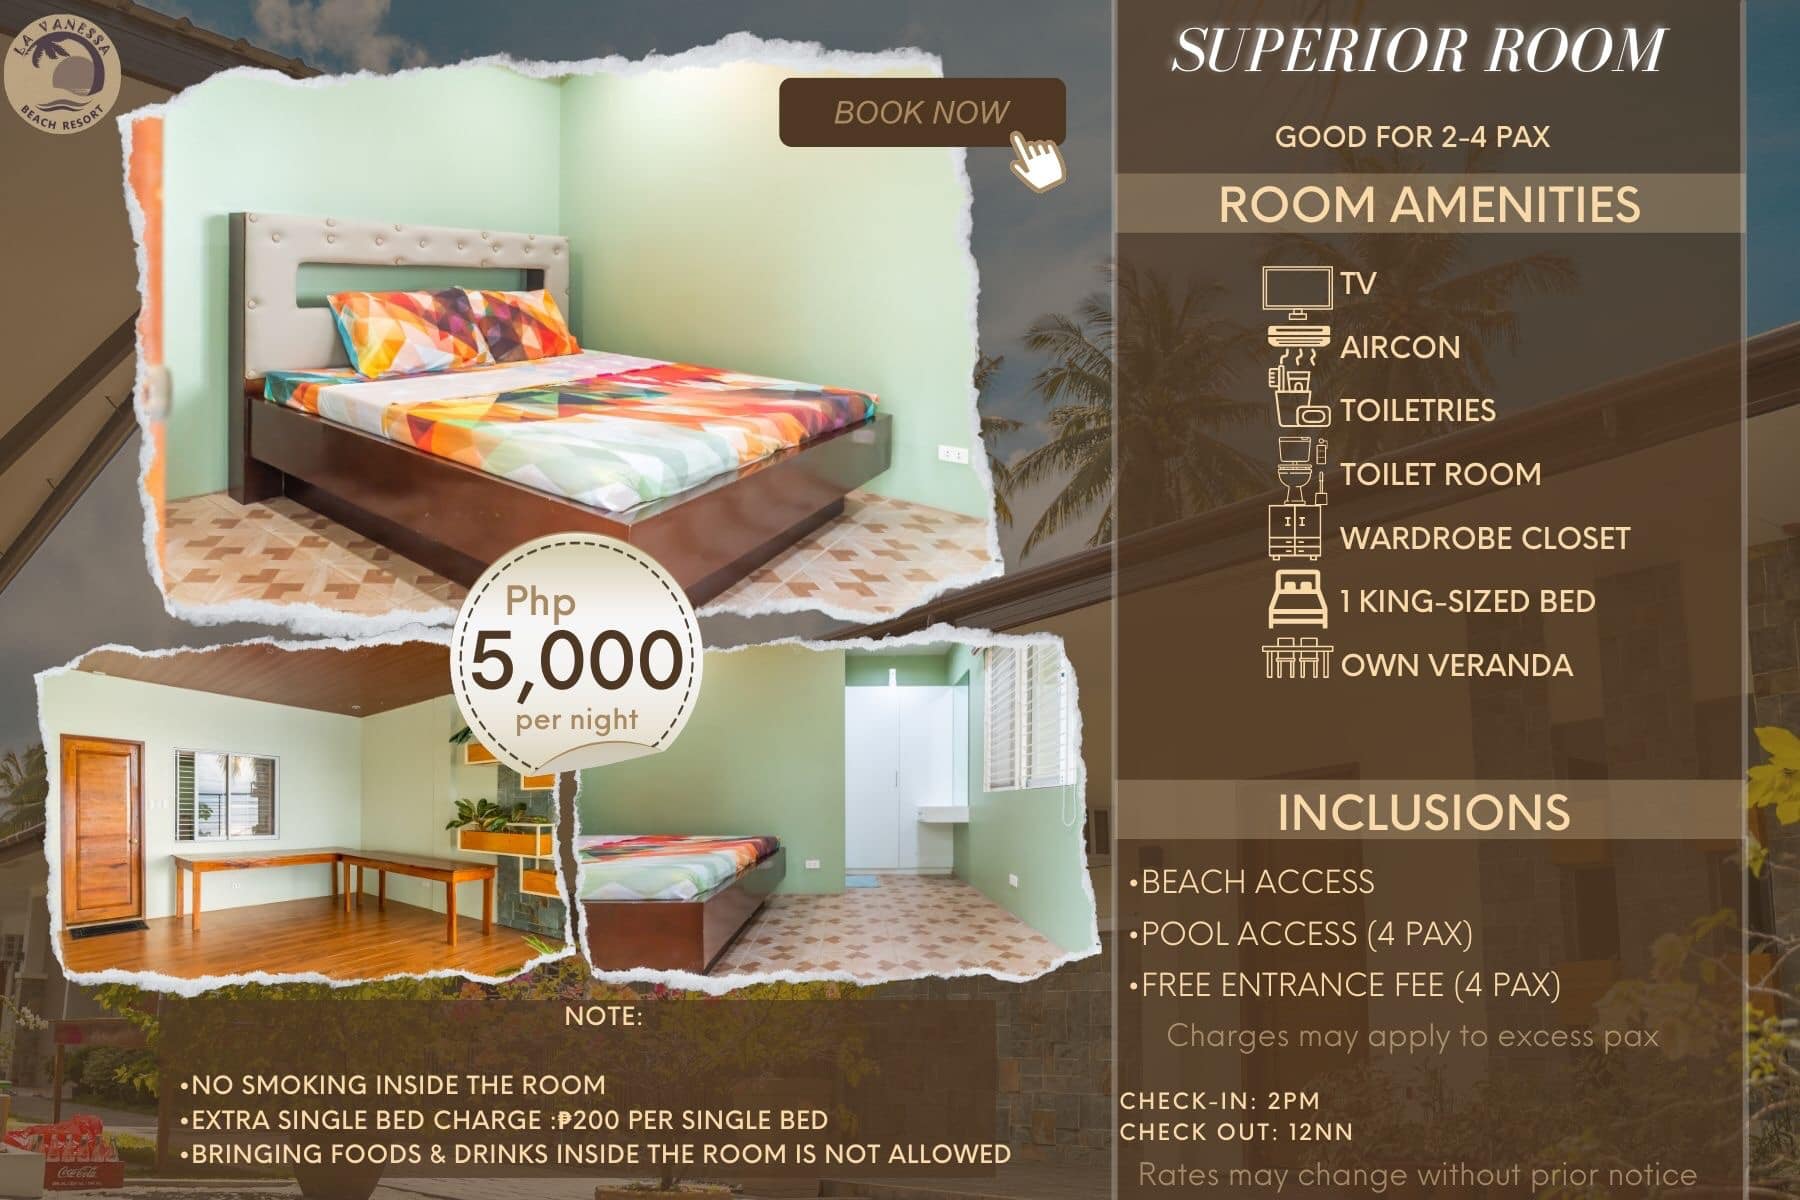 LA VANESSA
BEACH RESORT
BOOK NOW
Php
5,000
per night
SUPERIOR ROOM
GOOD FOR 2-4 PAX
ROOM AMENITIES
TV
AIRCON
TOILETRIES
TOILET ROOM
WARDROBE CLOSET
1 KING-SIZED BED
OWN VERANDA
INCLUSIONS
•BEACH ACCESS
•POOL ACCESS (4 PAX)
•FREE ENTRANCE FEE (4 PAX)
Charges may apply to excess pax
CHECK-IN: 2PM
CHECK OUT: 12NN
Rates may change without prior notice
NOTE:
•NO SMOKING INSIDE THE ROOM
•EXTRA SINGLE BED CHARGE :₱200 PER SINGLE BED
•BRINGING FOODS & DRINKS INSIDE THE ROOM IS NOT ALLOWED
Coca-Cola